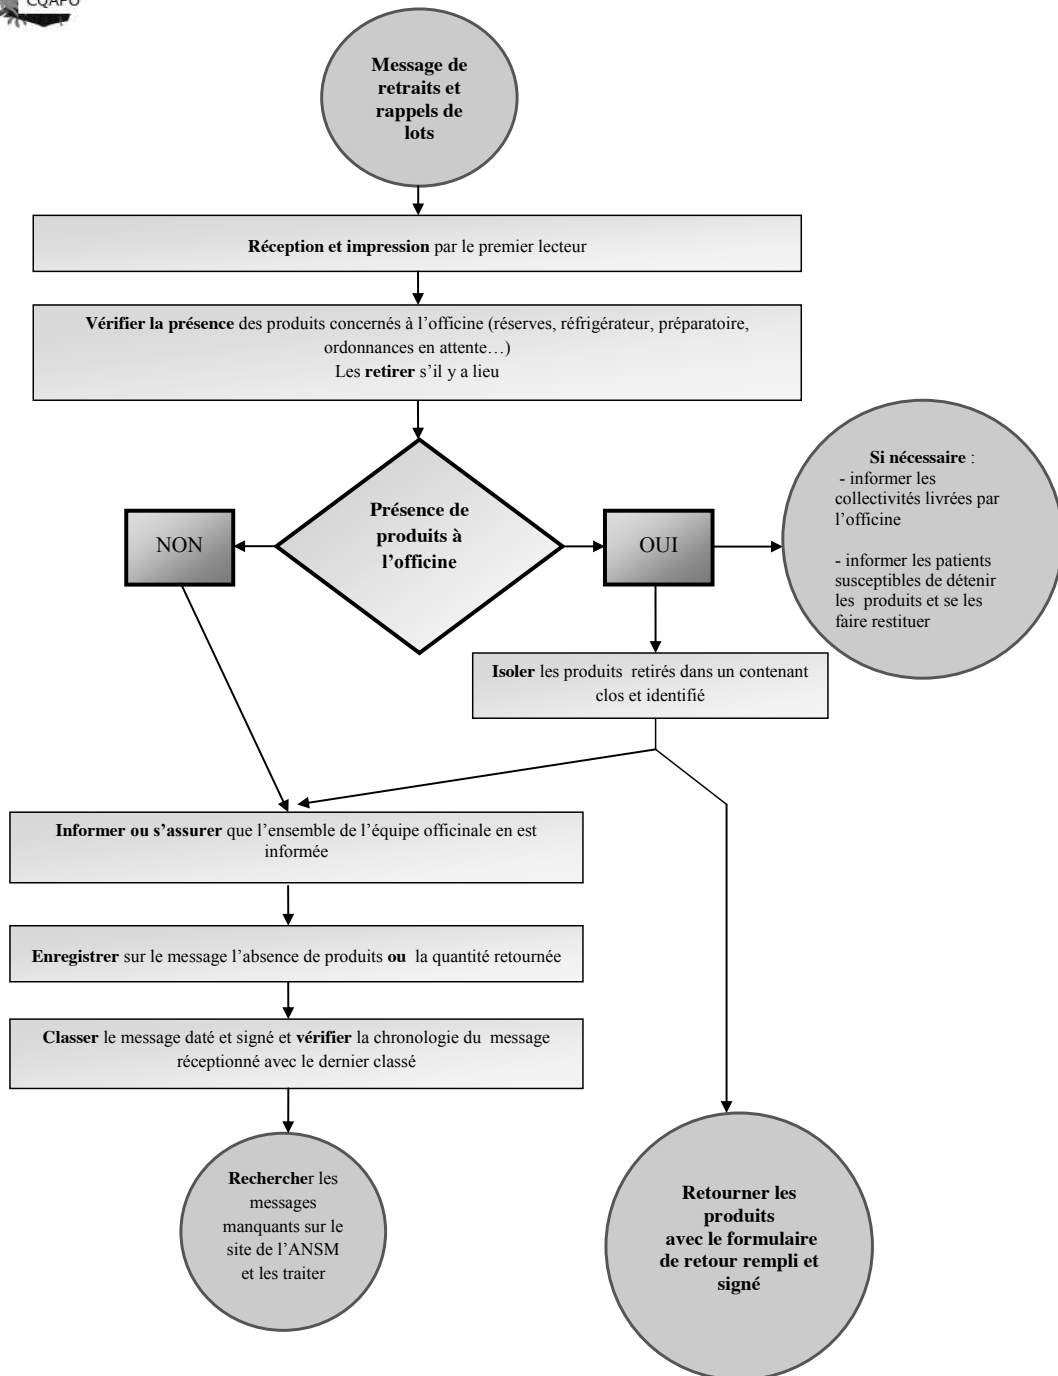 CQAPO
Message de
retraits et
rappels de
lots
Réception et impression par le premier lecteur
Vérifier la présence des produits concernés à l’officine (réserves, réfrigérateur, préparatoire,
ordonnances en attente…)
Les retirer s’il y a lieu
Présence de
produits à
l’officine
NON
OUI
Si nécessaire :
- informer les
collectivités livrées par
l’officine
- informer les patients
susceptibles de détenir
les produits et se les
faire restituer
Isoler les produits retirés dans un contenant
clos et identifié
Informer ou s’assurer que l’ensemble de l’équipe officinale en est
informée
Enregistrer sur le message l’absence de produits ou la quantité retournée
Classer le message daté et signé et vérifier la chronologie du message
réceptionné avec le dernier classé
Rechercher les
messages
manquants sur le
site de l’ANSM
et les traiter
Retourner les
produits
avec le formulaire
de retour rempli et
signé